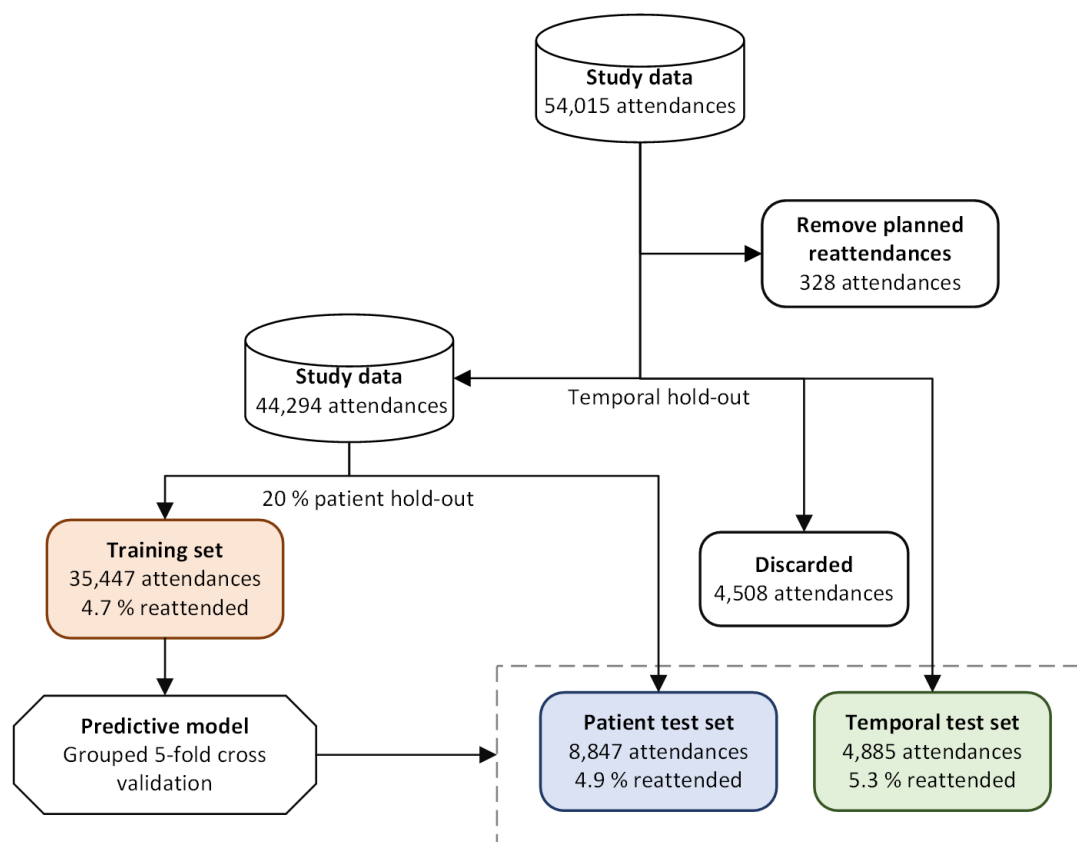 Study data
54,015 attendances
Remove planned
reattendances
328 attendances
Study data
44,294 attendances
Temporal hold-out
20 % patient hold-out
Training set
35,447 attendances
4.7 % reattended
Discarded
4,508 attendances
Predictive model
Grouped 5-fold cross
validation
Patient test set
8,847 attendances
4.9 % reattended
Temporal test set
4,885 attendances
5.3 % reattended